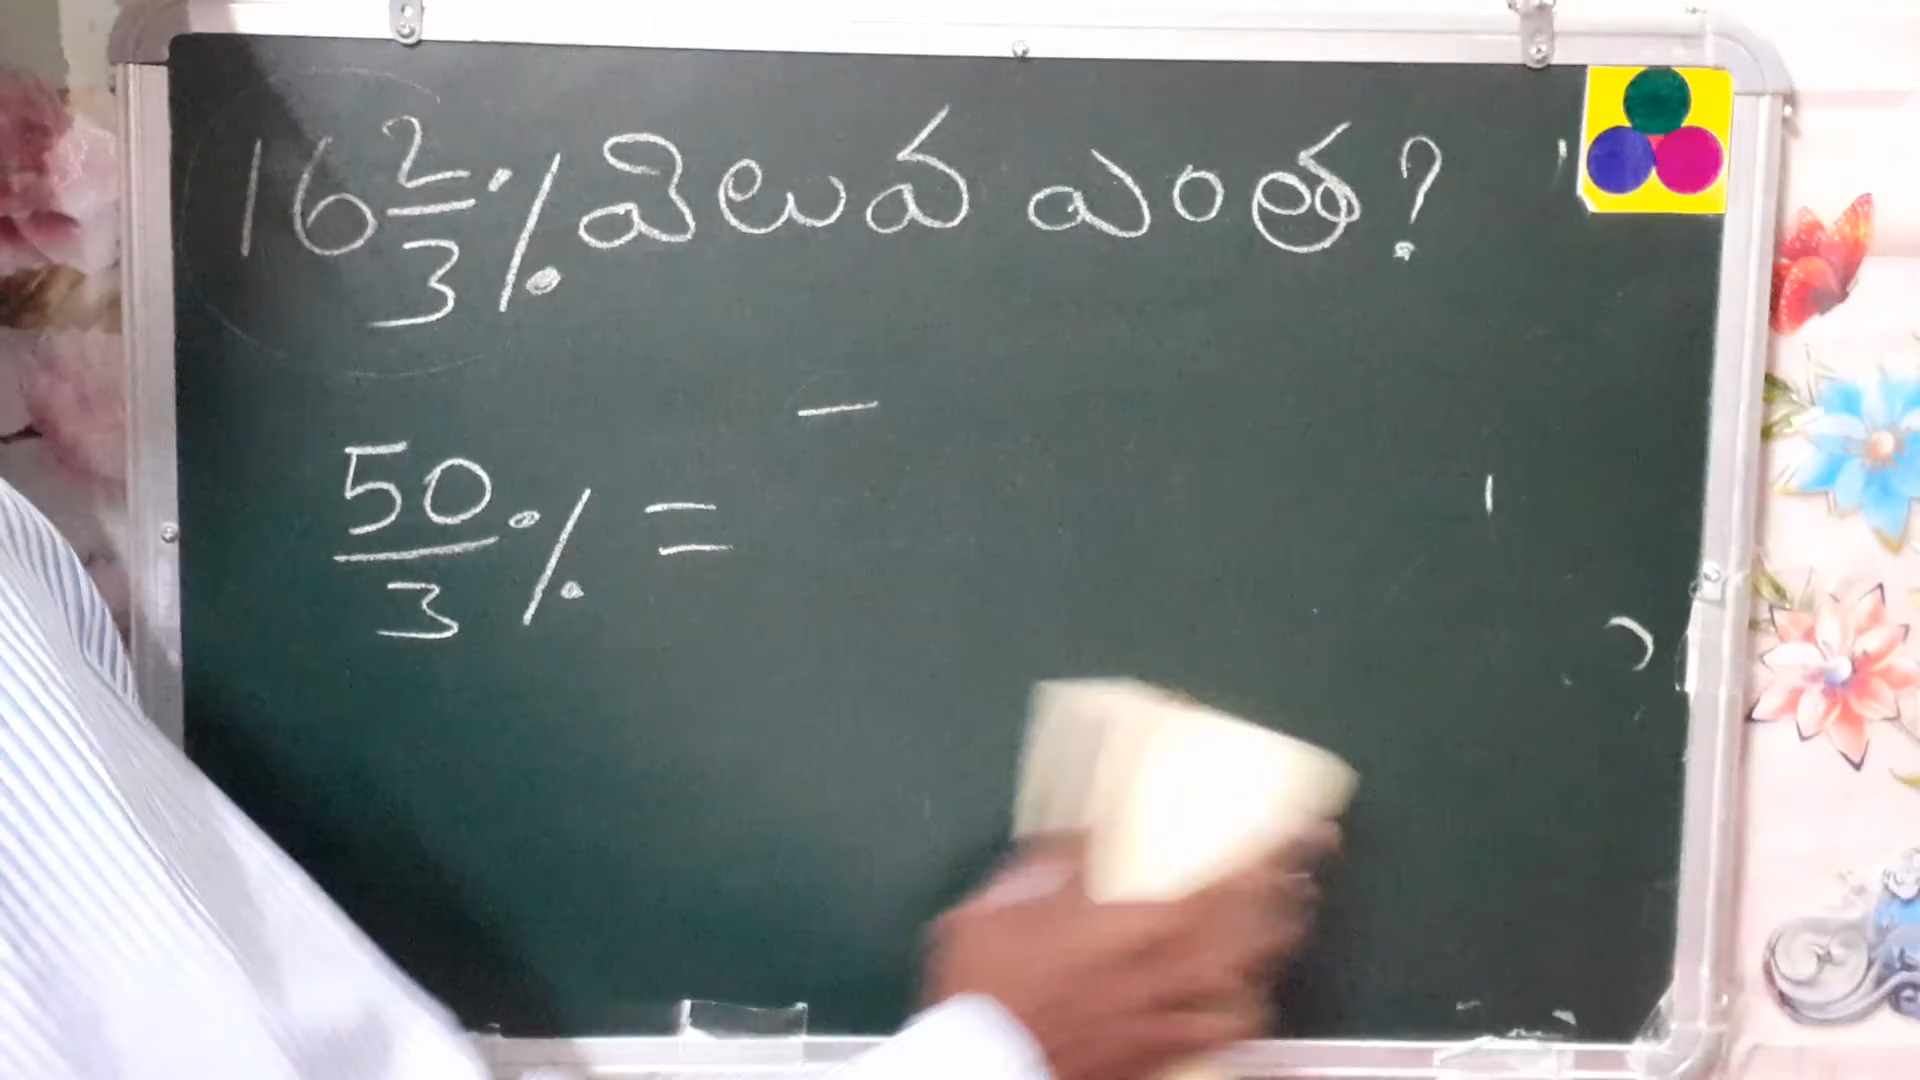 16 2/3 % విలువ ఎంత?
50/3 % =